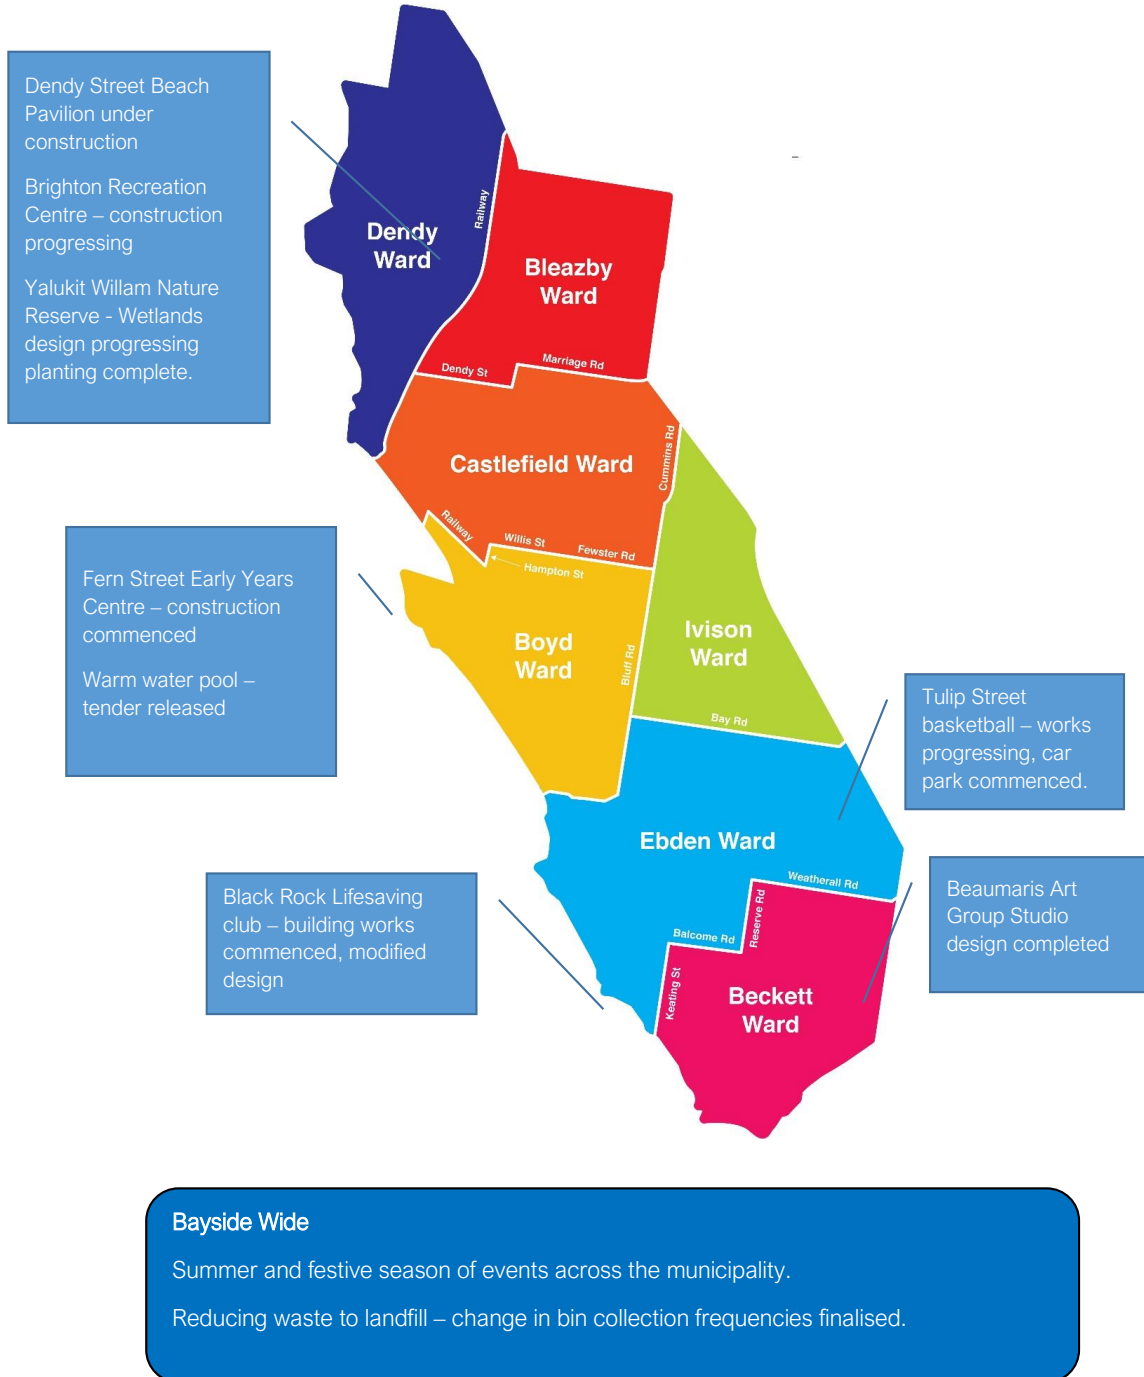 Dendy Street Beach
Pavilion under
construction
Brighton Recreation
Centre – construction
progressing
Yalukit Willam Nature
Reserve - Wetlands
design progressing
planting complete.
Dendy
Ward
Railway
Bleazby
Ward
Dendy St
Marriage Rd
Castlefield Ward
Cummins Rd
Railway
Willis St
Fewster Rd
Hampton St
Fern Street Early Years
Centre – construction
commenced
Warm water pool –
tender released
Boyd
Ward
Bluff Rd
Ivison
Ward
Bay Rd
Tulip Street
basketball – works
progressing, car
park commenced.
Ebden Ward
Weatherall Rd
Reserve Rd
Balcome Rd
Keating St
Black Rock Lifesaving
club – building works
commenced, modified
design
Beaumaris Art
Group Studio
design completed
Beckett
Ward
Bayside Wide
Summer and festive season of events across the municipality.
Reducing waste to landfill – change in bin collection frequencies finalised.